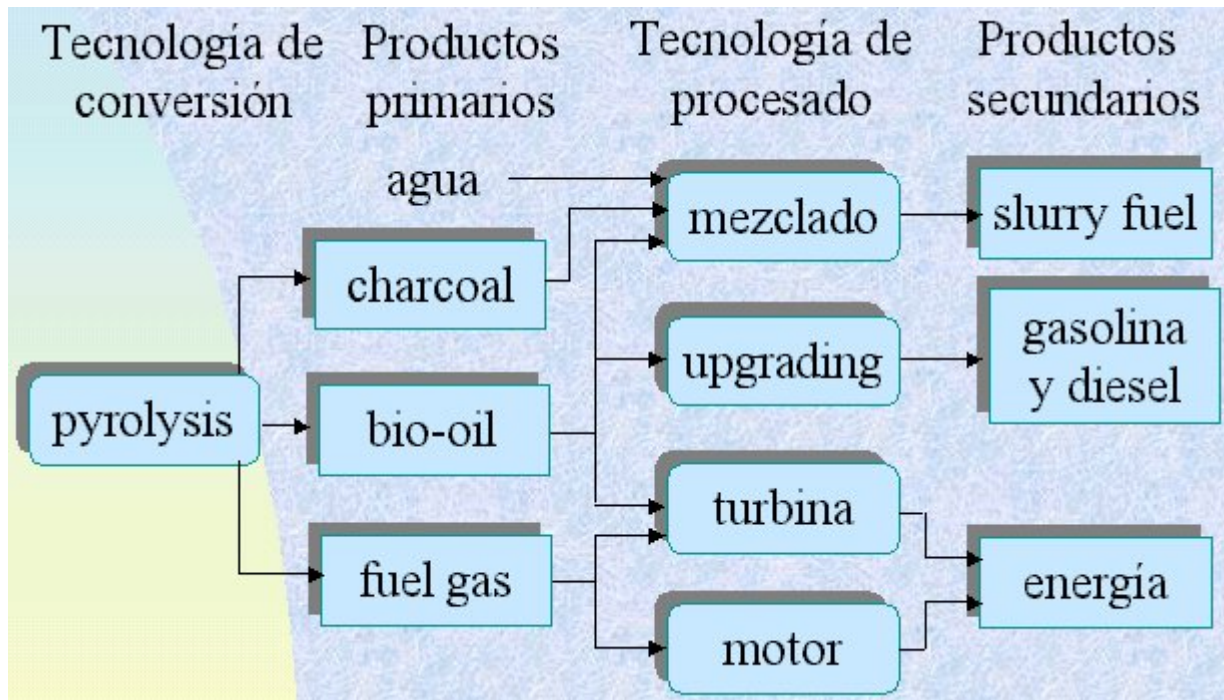 Tecnología de
conversión
Productos
primarios
Tecnología de
procesado
Productos
secundarios
agua
mezclado
slurry fuel
charcoal
upgrading
gasolina
y diesel
pyrolysis
bio-oil
turbina
fuel gas
energía
motor